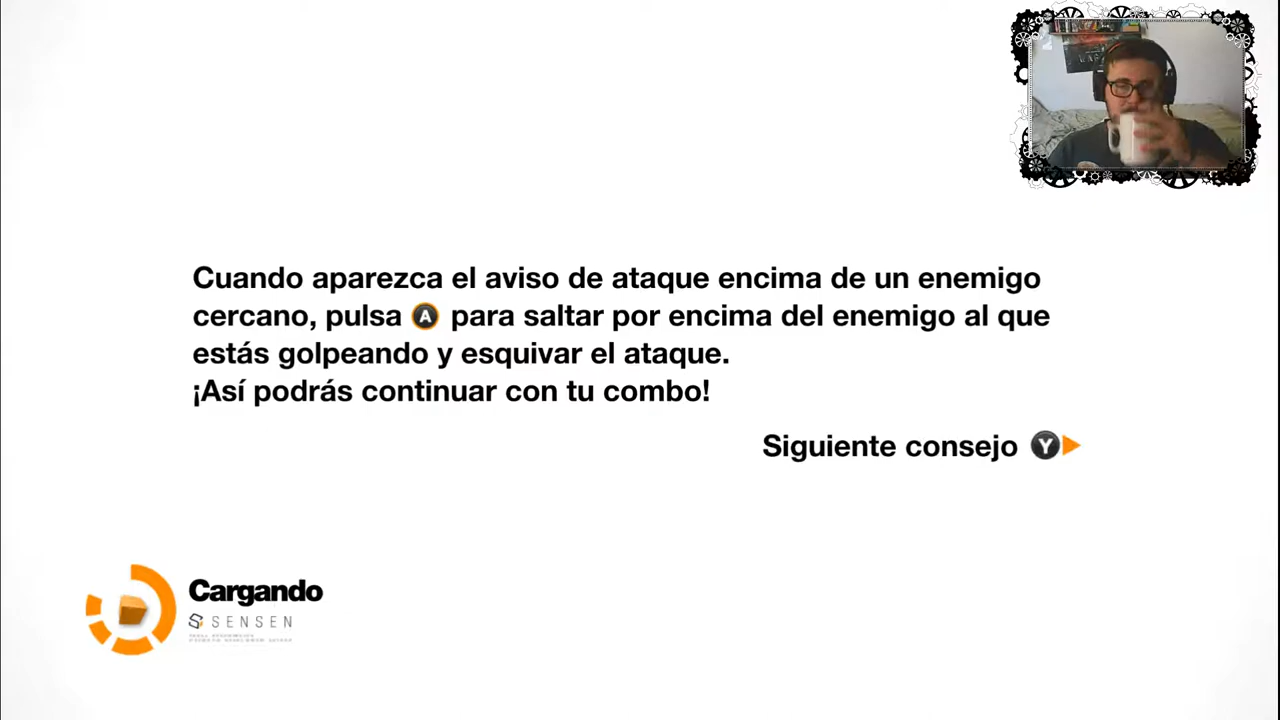 Cuando aparezca el aviso de ataque encima de un enemigo
cercano, pulsa A para saltar por encima del enemigo al que
estás golpeando y esquivar el ataque.
¡Así podrás continuar con tu combo!
Siguiente consejo Y
Cargando
SENSEN